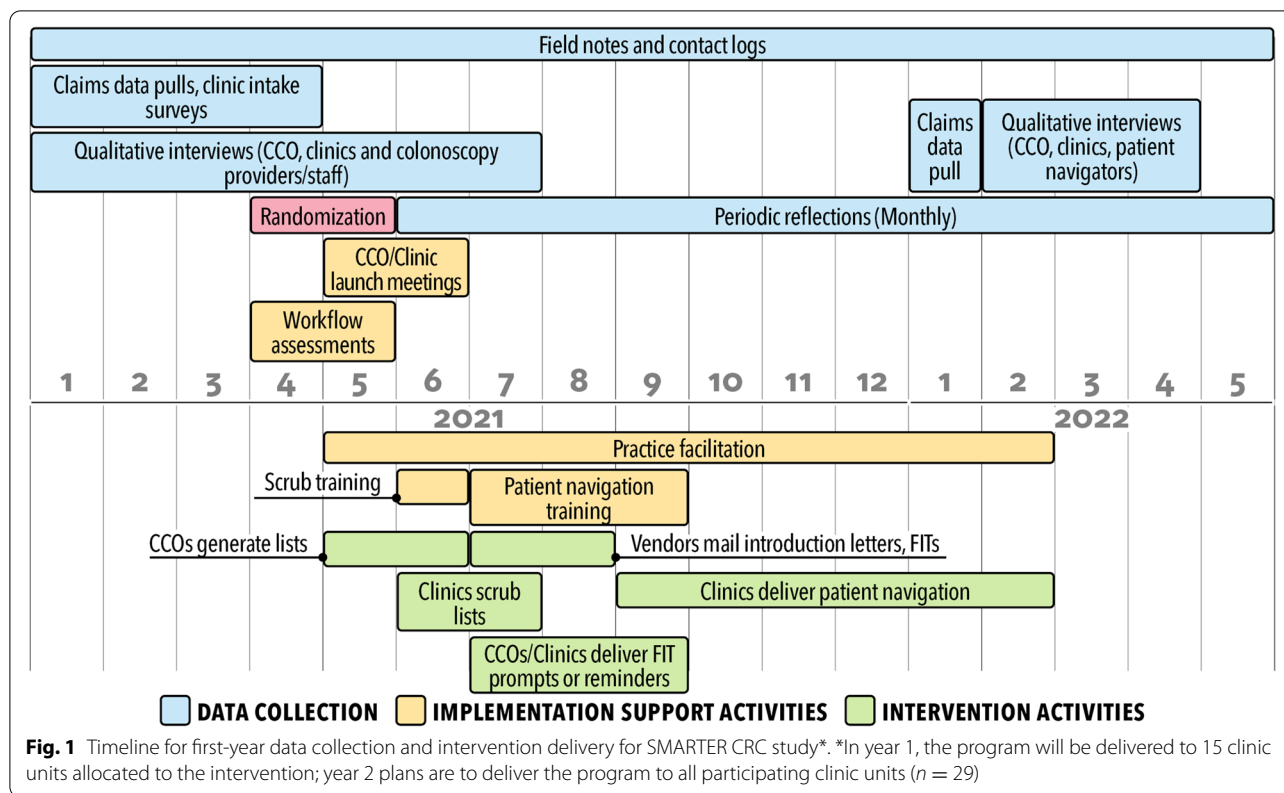 Field notes and contact logs
Claims data pulls, clinic intake
surveys
Qualitative interviews (CCO, clinics and colonoscopy
providers/staff)
Claims
data
pull
Qualitative interviews
(CCO, clinics, patient
navigators)
Randomization
Periodic reflections (Monthly)
CCO/Clinic
launch meetings
Workflow
assessments
1 2 3 4 5 6 7 8 9 10 11 12 1 2 3 4 5
2021 2022
Practice facilitation
Scrub training
Patient navigation
training
CCOs generate lists
Vendors mail introduction letters, FITs
Clinics scrub
lists
Clinics deliver patient navigation
CCOs/Clinics deliver FIT
prompts or reminders
DATA COLLECTION IMPLEMENTATION SUPPORT ACTIVITIES INTERVENTION ACTIVITIES
Fig. 1 Timeline for first-year data collection and intervention delivery for SMARTER CRC study*. *In year 1, the program will be delivered to 15 clinic
units allocated to the intervention; year 2 plans are to deliver the program to all participating clinic units (n = 29)